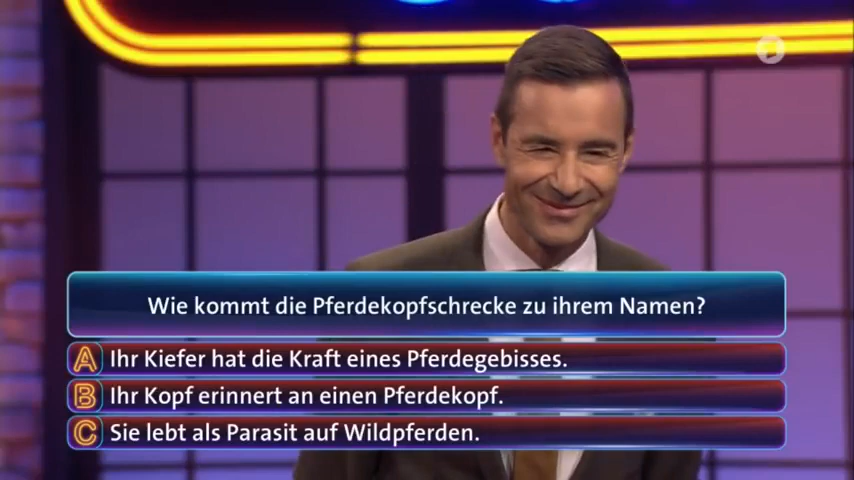 Wie kommt die Pferdekopfschrecke zu ihrem Namen?
A Ihr Kiefer hat die Kraft eines Pferdegebisses.
B Ihr Kopf erinnert an einen Pferdekopf.
C Sie lebt als Parasit auf Wildpferden.